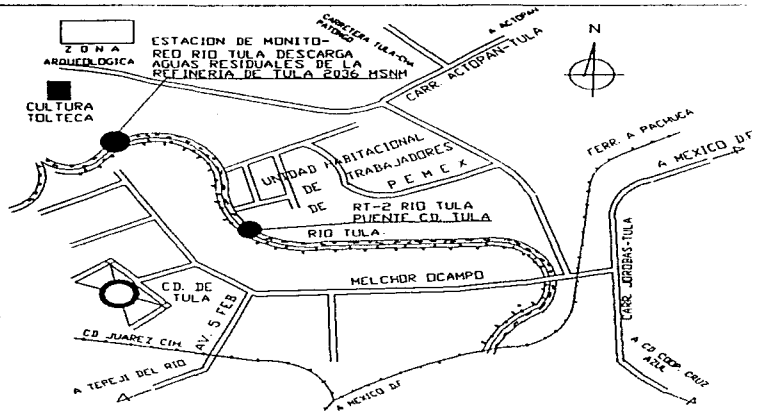 ZONA
ARQUEOLOGICA
CULTURA
TOLTECA
ESTACION DE MONITO-
REO RIO TULA DESCARGA
AGUAS RESIDUALES DE LA
REFINERIA DE TULA 2036 MSNM
CARRETERA TULA-CHA
PATONGO
A ACTOPAN
CARR. ACTOPAN-TULA
N
UNIDAD HABITACIONAL
DE TRABAJADORES
DE PEMEX
FERR. A PACHUCA
A MEXICO DF
RT-2 RIO TULA
PUENTE CD. TULA
RIO TULA.
MELCHOR OCAMPO
CARR. JOROBAS-TULA
CD. DE
TULA
AV. 5 FEB
CD JUAREZ CIH.
A TEPEJI DEL RIO
A MEXICO DF
A CD COOP. CRUZ
AZUL